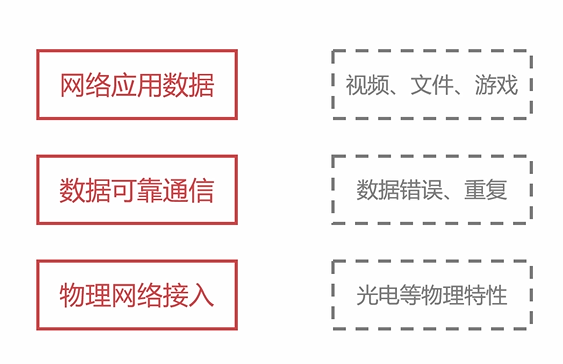 网络应用数据
视频、文件、游戏
数据可靠通信
数据错误、重复
物理网络接入
光电等物理特性